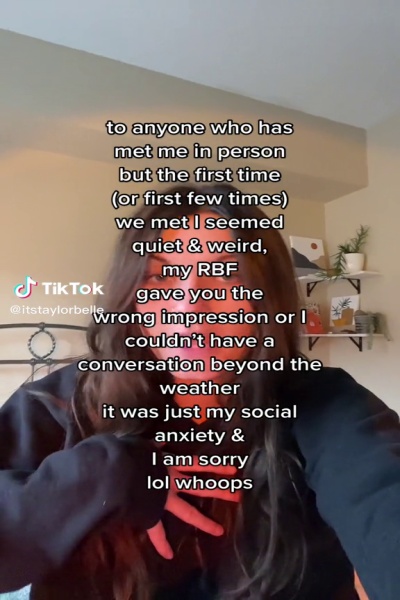 to anyone who has
met me in person
but the first time
(or first few times)
we met I seemed
quiet & weird,
my RBF
gave you the
wrong impression or I
couldn't have a
conversation beyond the
weather
it was just my social
anxiety &
I am sorry
lol whoops
TikTok
@itstaylorbelle